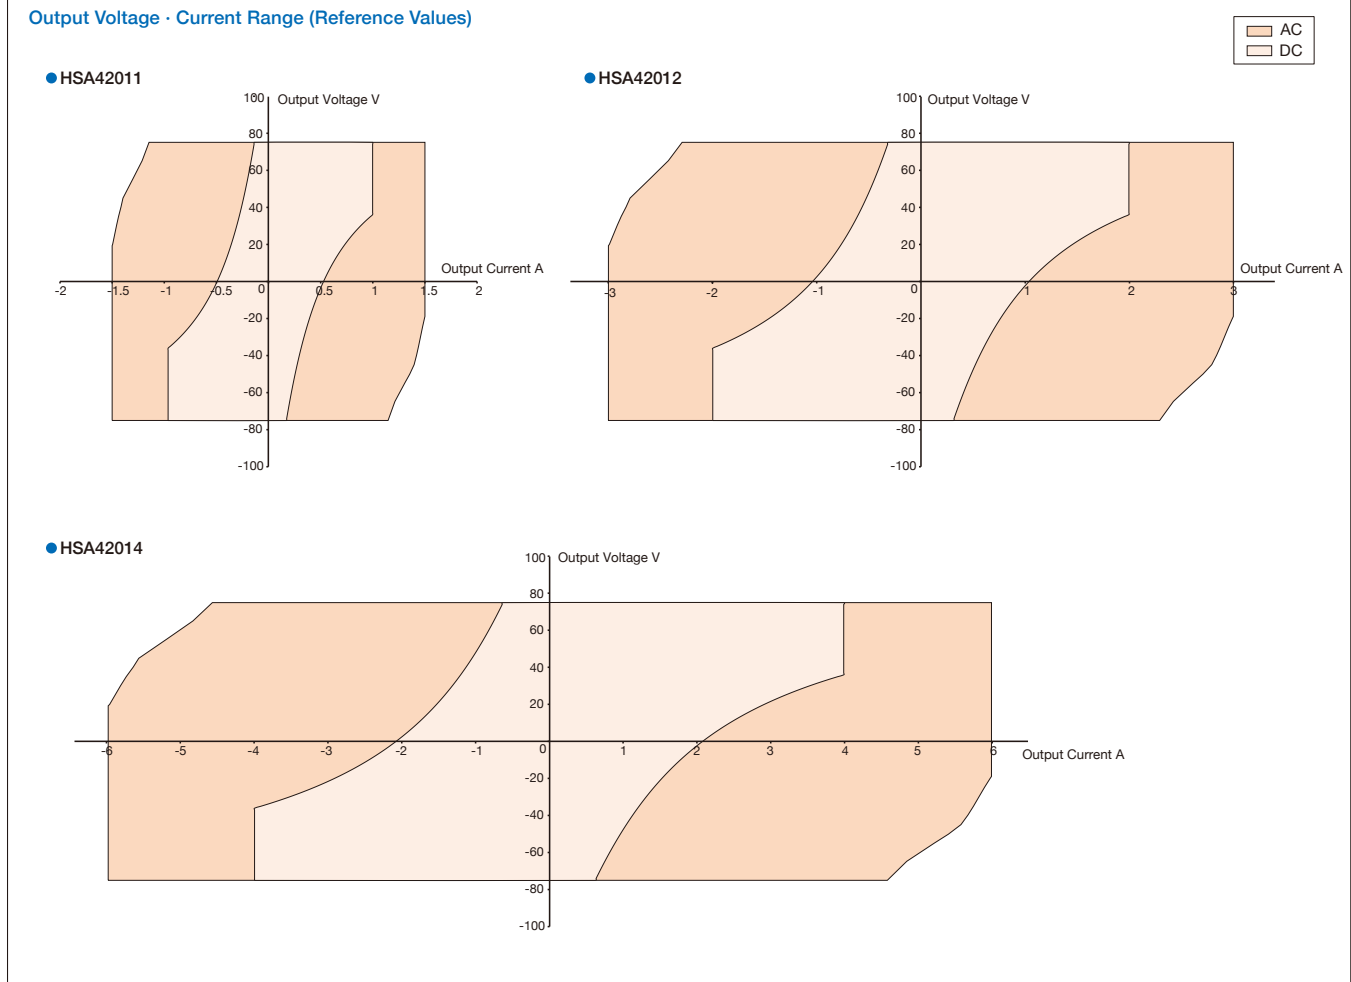 Output Voltage · Current Range (Reference Values)
AC
DC
●HSA42011
100 Output Voltage V
80
60
40
20
Output Current A
-2 -1.5 -1 -0.5 0 0.5 1 1.5 2
-20
-40
-60
-80
-100
●HSA42012
100 Output Voltage V
80
60
40
20
Output Current A
-3 -2 -1 0 1 2 3
-20
-40
-60
-80
-100
●HSA42014
100 Output Voltage V
80
60
40
20
-6 -5 -4 -3 -2 -1 0 1 2 3 4 5 6 Output Current A
-20
-40
-60
-80
-100